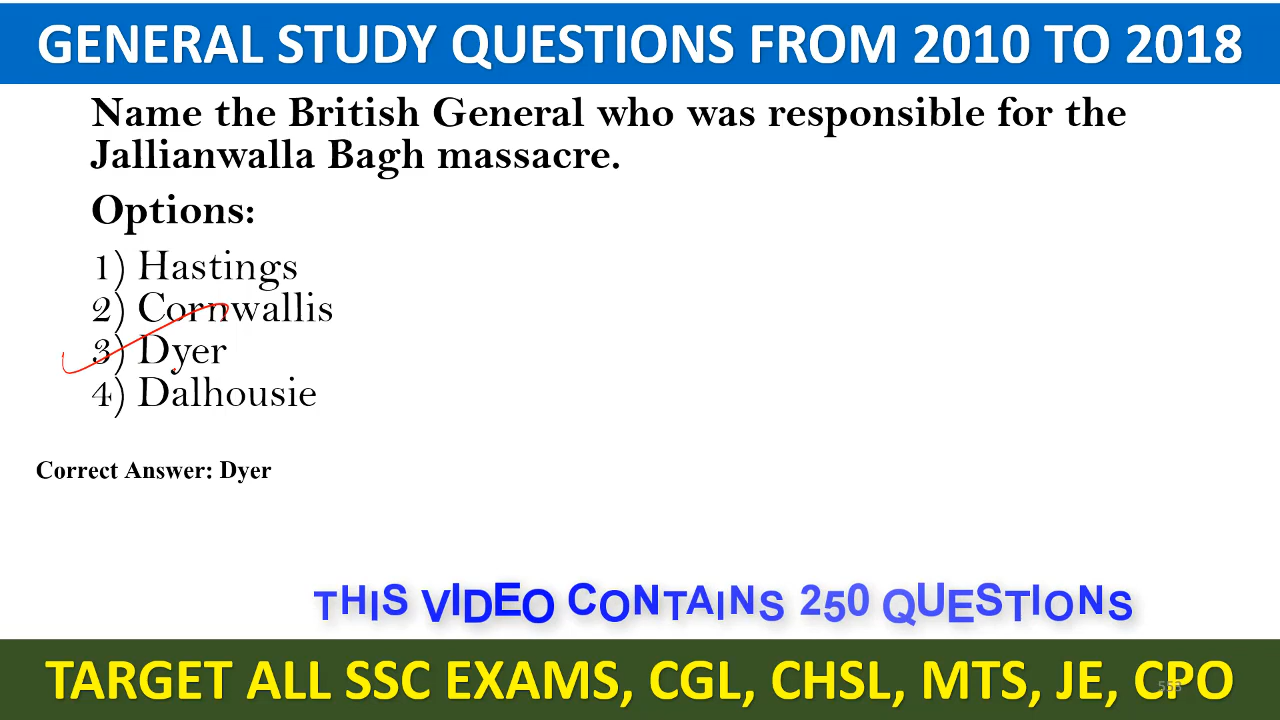 GENERAL STUDY QUESTIONS FROM 2010 TO 2018
Name the British General who was responsible for the
Jallianwalla Bagh massacre.
Options:
1) Hastings
2) Cornwallis
3) Dyer
4) Dalhousie
Correct Answer: Dyer
THIS VIDEO CONTAINS 250 QUESTIONS
TARGET ALL SSC EXAMS, CGL, CHSL, MTS, JE, CPO
553